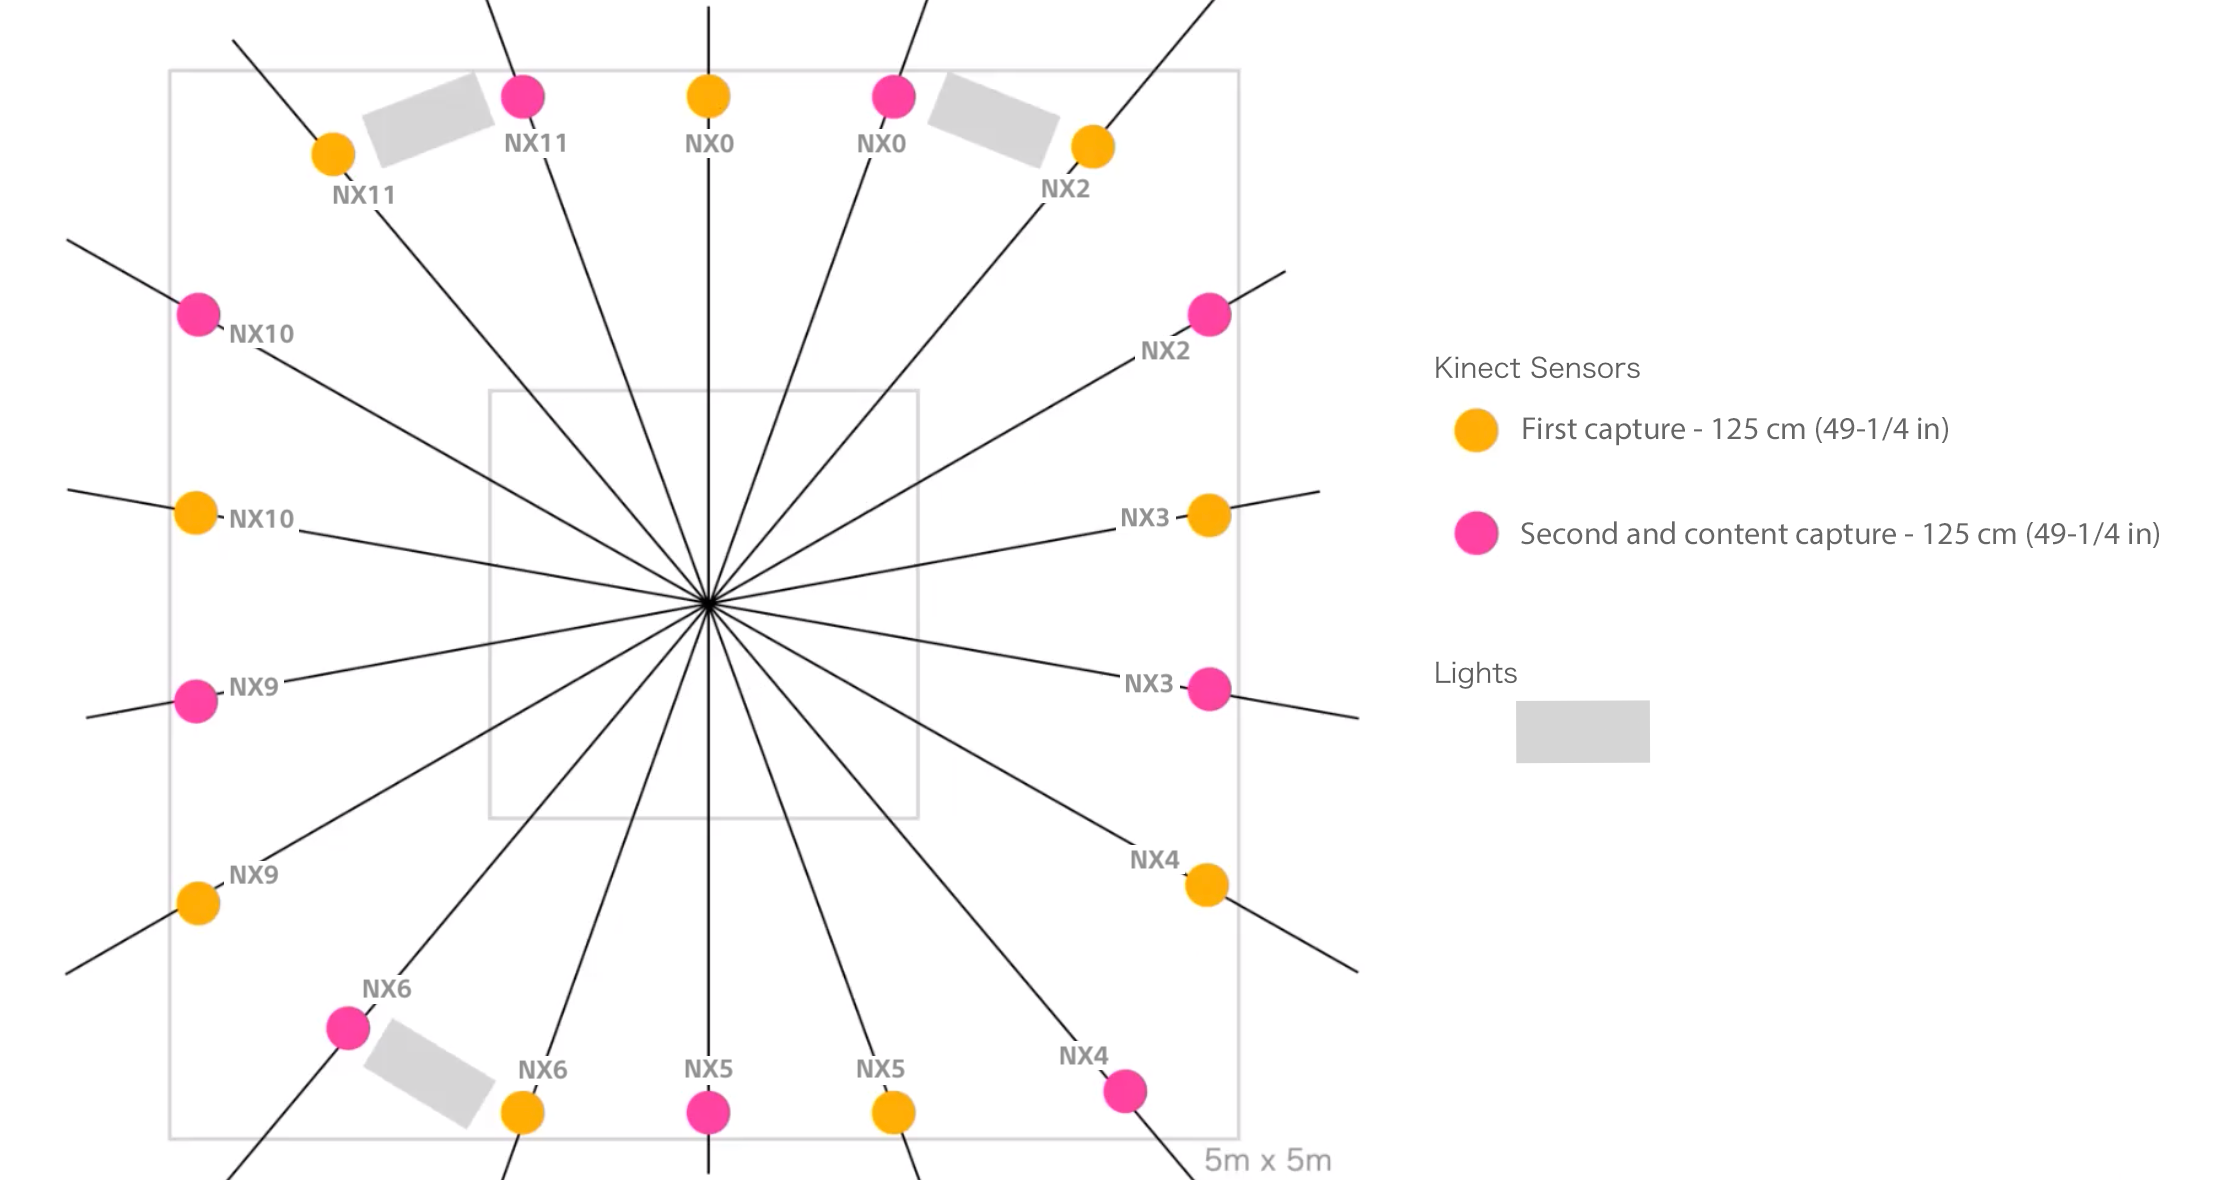 NX11
NX0
NX0
NX11
NX2
NX10
NX2
NX10
NX3
NX9
NX3
NX9
NX4
NX6
NX6
NX5
NX5
NX4
5m x 5m
Kinect Sensors
First capture - 125 cm (49-1/4 in)
Second and content capture - 125 cm (49-1/4 in)
Lights